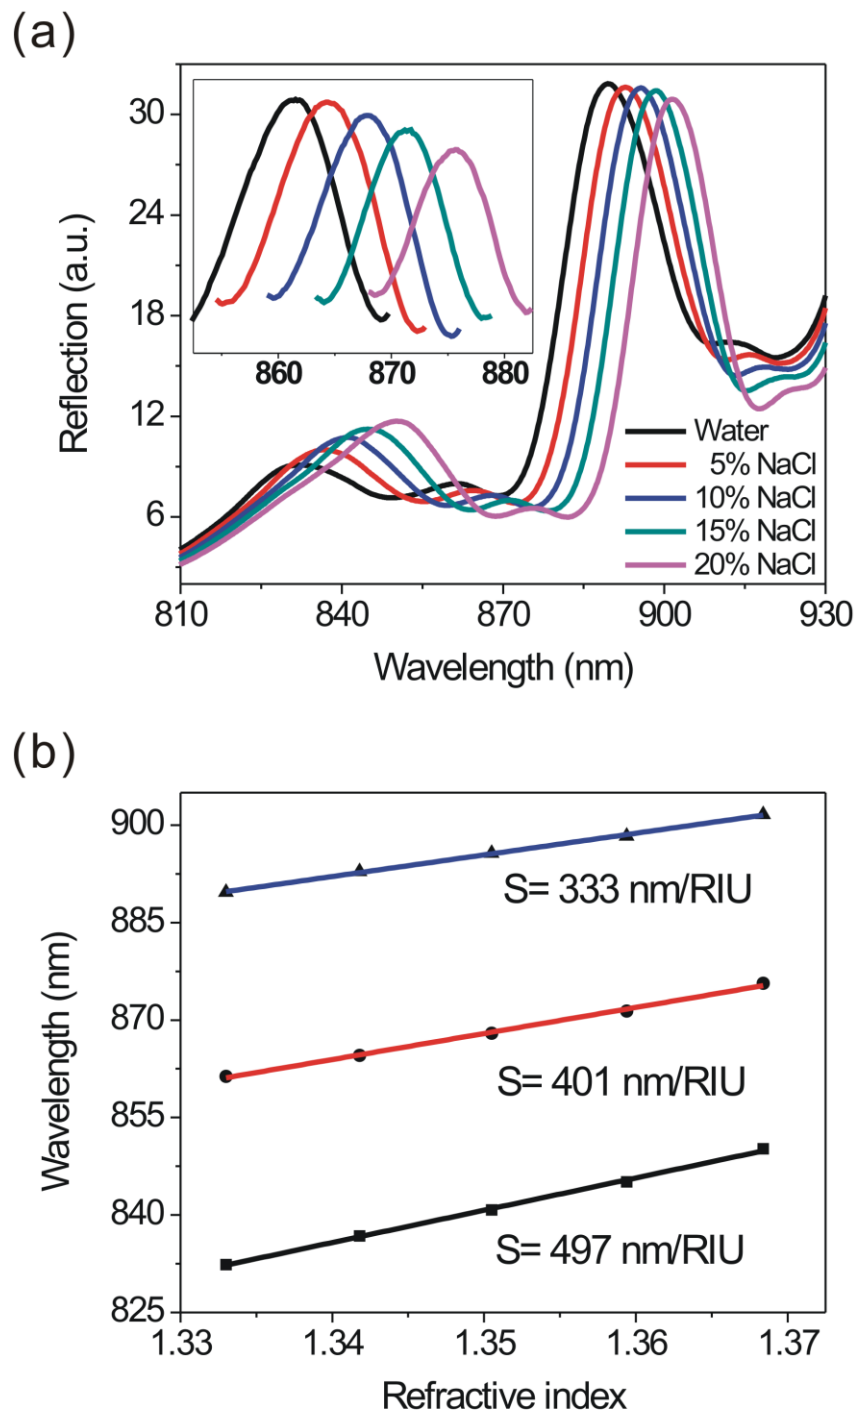 (a)
Reflection (a.u.)
30
24
18
12
6
860 870 880
Water
5% NaCl
10% NaCl
15% NaCl
20% NaCl
810 840 870 900 930
Wavelength (nm)
(b)
Wavelength (nm)
900
885
870
855
840
825
S= 333 nm/RIU
S= 401 nm/RIU
S= 497 nm/RIU
1.33 1.34 1.35 1.36 1.37
Refractive index